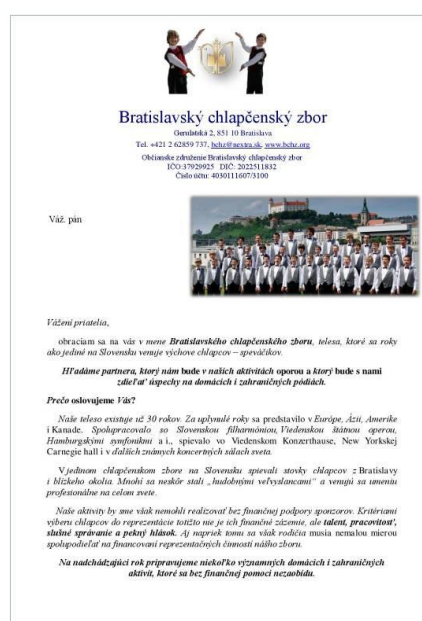 Bratislavský chlapčenský zbor
Gerulatská 2, 851 10 Bratislava
Tel. +421 2 62859 737, bchz@nextra.sk, www.bchz.org
Občianske združenie Bratislavský chlapčenský zbor
IČO:37929925 DIČ: 2022511832
Číslo účtu: 4030111607/3100
Váž. pán
Vážení priatelia,
obraciam sa na vás v mene Bratislavského chlapčenského zboru, telesa, ktoré sa roky
ako jediné na Slovensku venuje výchove chlapcov – speváčikov.
Hľadáme partnera, ktorý nám bude v našich aktivitách oporou a ktorý bude s nami
zdieľať úspechy na domácich i zahraničných pódiách.
Prečo oslovujeme Vás?
Naše teleso existuje už 30 rokov. Za uplynulé roky sa predstavilo v Európe, Ázii, Amerike
i Kanade. Spolupracovalo so Slovenskou filharmóniou, Viedenskou štátnou operou,
Hamburgskými symfonikmi a i., spievalo vo Viedenskom Konzerthause, New Yorkskej
Carnegie hall i v ďalších známych koncertných sálach sveta.
V jedinom chlapčenskom zbore na Slovensku spievali stovky chlapcov z Bratislavy
i blízkeho okolia. Mnohí sa neskôr stali „hudobnými veľvyslancami“ a venujú sa umeniu
profesionálne na celom svete.
Naše aktivity by sme však nemohli realizovať bez finančnej podpory sponzorov. Kritériami
výberu chlapcov do reprezentácie totižto nie je ich finančné zázemie, ale talent, pracovitosť,
slušné správanie a pekný hlások. Aj napriek tomu sa však rodičia musia nemalou mierou
spolupodieľať na financovaní reprezentačných činností nášho zboru.
Na nadchádzajúci rok pripravujeme niekoľko významných domácich i zahraničných
aktivít, ktoré sa bez finančnej pomoci nezaobídu.